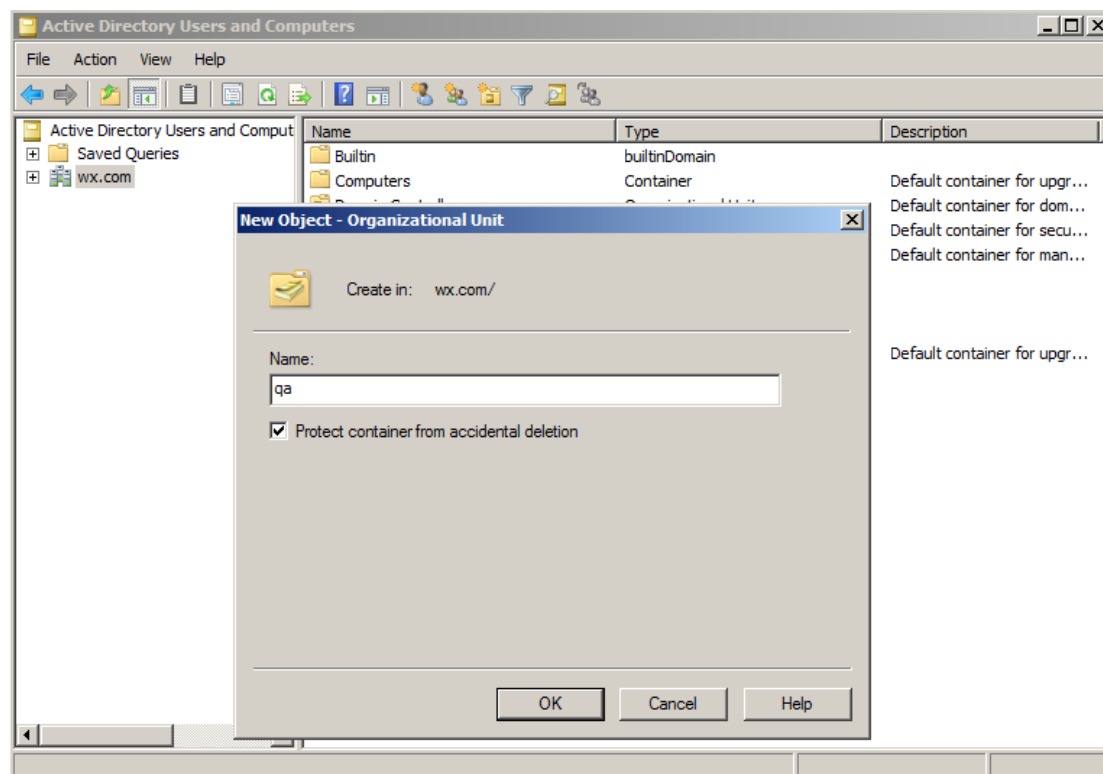 Active Directory Users and Computers
File Action View Help
Active Directory Users and Comput
Saved Queries
wx.com
Name Type Description
Builtin builtinDomain
Computers Container Default container for upgr...
Default container for dom...
Default container for secu...
Default container for man...
Default container for upgr...
New Object - Organizational Unit
Create in: wx.com/
Name:
qa
Protect container from accidental deletion
OK Cancel Help